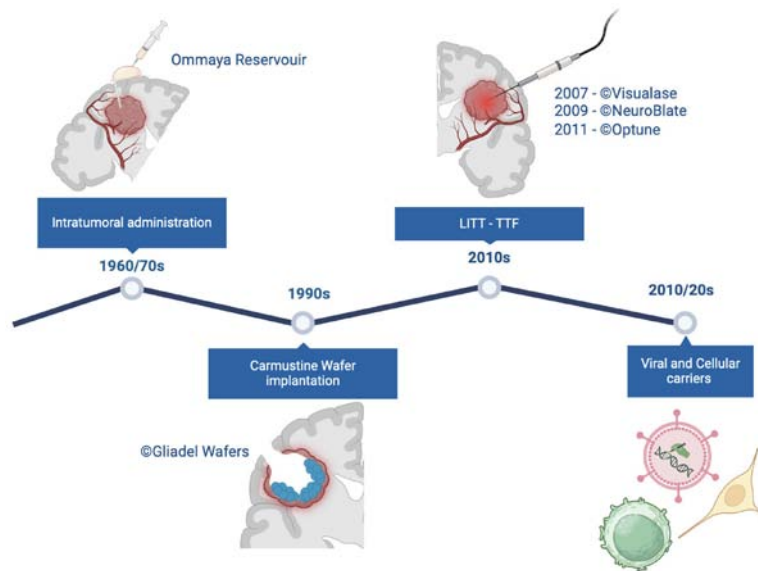 Ommaya Reservouir
2007 - ©Visualase
2009 - ©NeuroBlate
2011 - ©Optune
Intratumoral administration
LITT - TTF
1960/70s
2010s
1990s
2010/20s
Carmustine Wafer
implantation
Viral and Cellular
carriers
©Gliadel Wafers